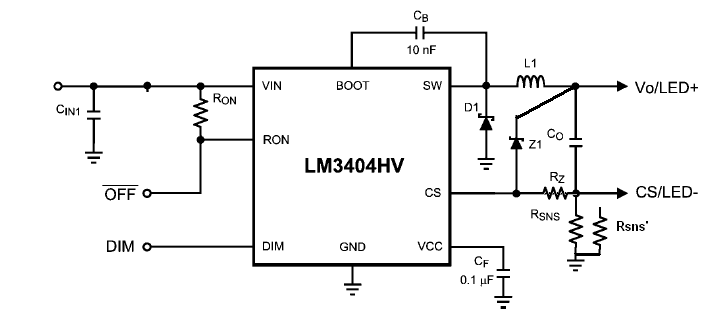 CB
10 nF
L1
VIN
BOOT
SW
Vo/LED+
CIN1
RON
D1
RON
Z1
CO
LM3404HV
RZ
OFF
CS
CS/LED-
RSNS
Rsns'
DIM
DIM
GND
VCC
CF
0.1 µF